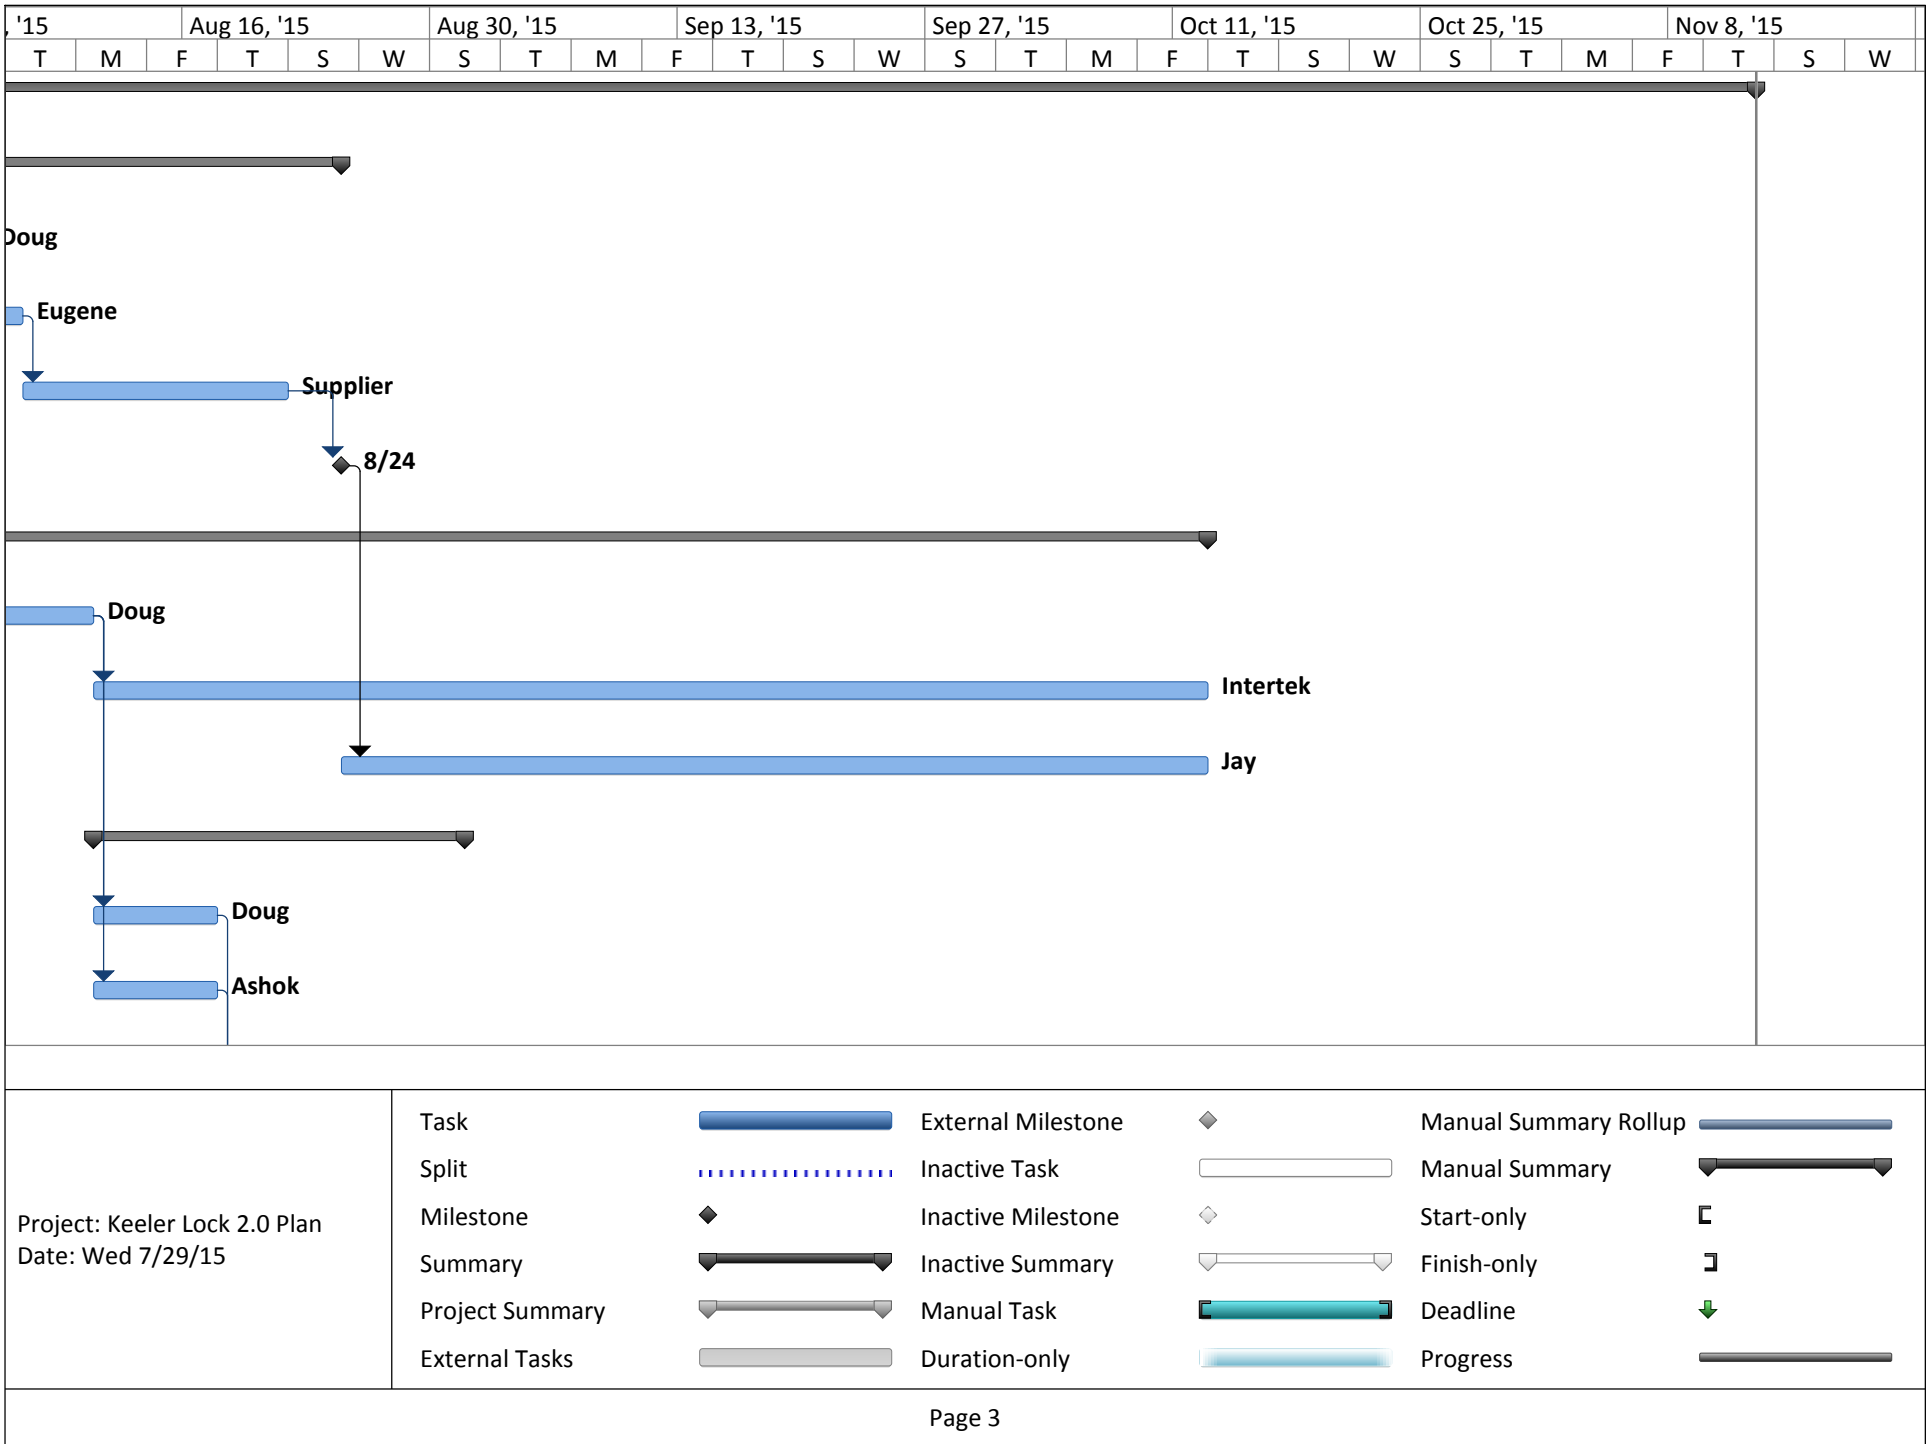 , '15 Aug 16, '15 Aug 30, '15 Sep 13, '15 Sep 27, '15 Oct 11, '15 Oct 25, '15 Nov 8, '15
T M F T S W S T M F T S W S T M F T S W S T M F T S W
Doug
Eugene
Supplier
8/24
Doug
Intertek
Jay
Doug
Ashok
Project: Keeler Lock 2.0 Plan
Date: Wed 7/29/15
Task
Split
Milestone
Summary
Project Summary
External Tasks
External Milestone
Inactive Task
Inactive Milestone
Inactive Summary
Manual Task
Duration-only
Manual Summary Rollup
Manual Summary
Start-only
Finish-only
Deadline
Progress
Page 3